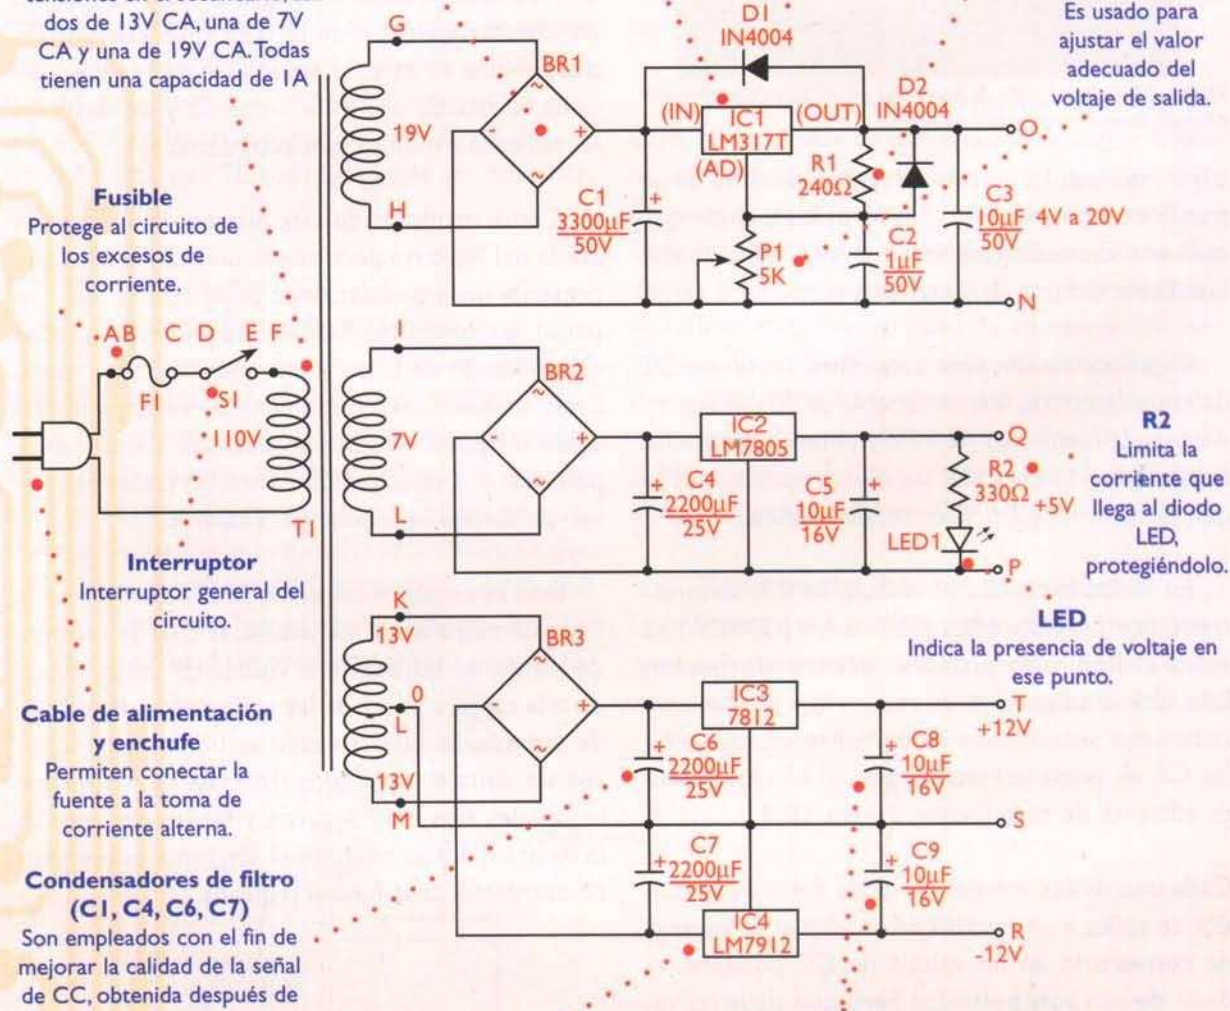 dos de 13V CA, una de 7V
CA y una de 19V CA. Todas
tienen una capacidad de 1A
Fusible
Protege al circuito de
los excesos de
corriente.
Interruptor
Interruptor general del
circuito.
Cable de alimentación
y enchufe
Permiten conectar la
fuente a la toma de
corriente alterna.
Condensadores de filtro
(C1, C4, C6, C7)
Son empleados con el fin de
mejorar la calidad de la señal
de CC, obtenida después de
AB C D E F
F1
S1
110V
T1
G
19V
H
BR1
C1
3300µF
50V
D1
IN4004
(IN)
IC1
LM317T
(OUT)
(AD)
R1
240Ω
P1
5K
D2
IN4004
C2
1µF
50V
C3
10µF
50V
4V a 20V
O
N
I
7V
J
BR2
IC2
LM7805
C4
2200µF
25V
C5
10µF
16V
R2
330Ω
+5V
LED1
Q
P
K
13V
0
L
13V
M
BR3
IC3
7812
C6
2200µF
25V
C8
10µF
16V
T
+12V
S
C7
2200µF
25V
C9
10µF
16V
IC4
LM7912
R
-12V
Es usado para
ajustar el valor
adecuado del
voltaje de salida.
R2
Limita la
corriente que
llega al diodo
LED,
protegiéndolo.
LED
Indica la presencia de voltaje en
ese punto.